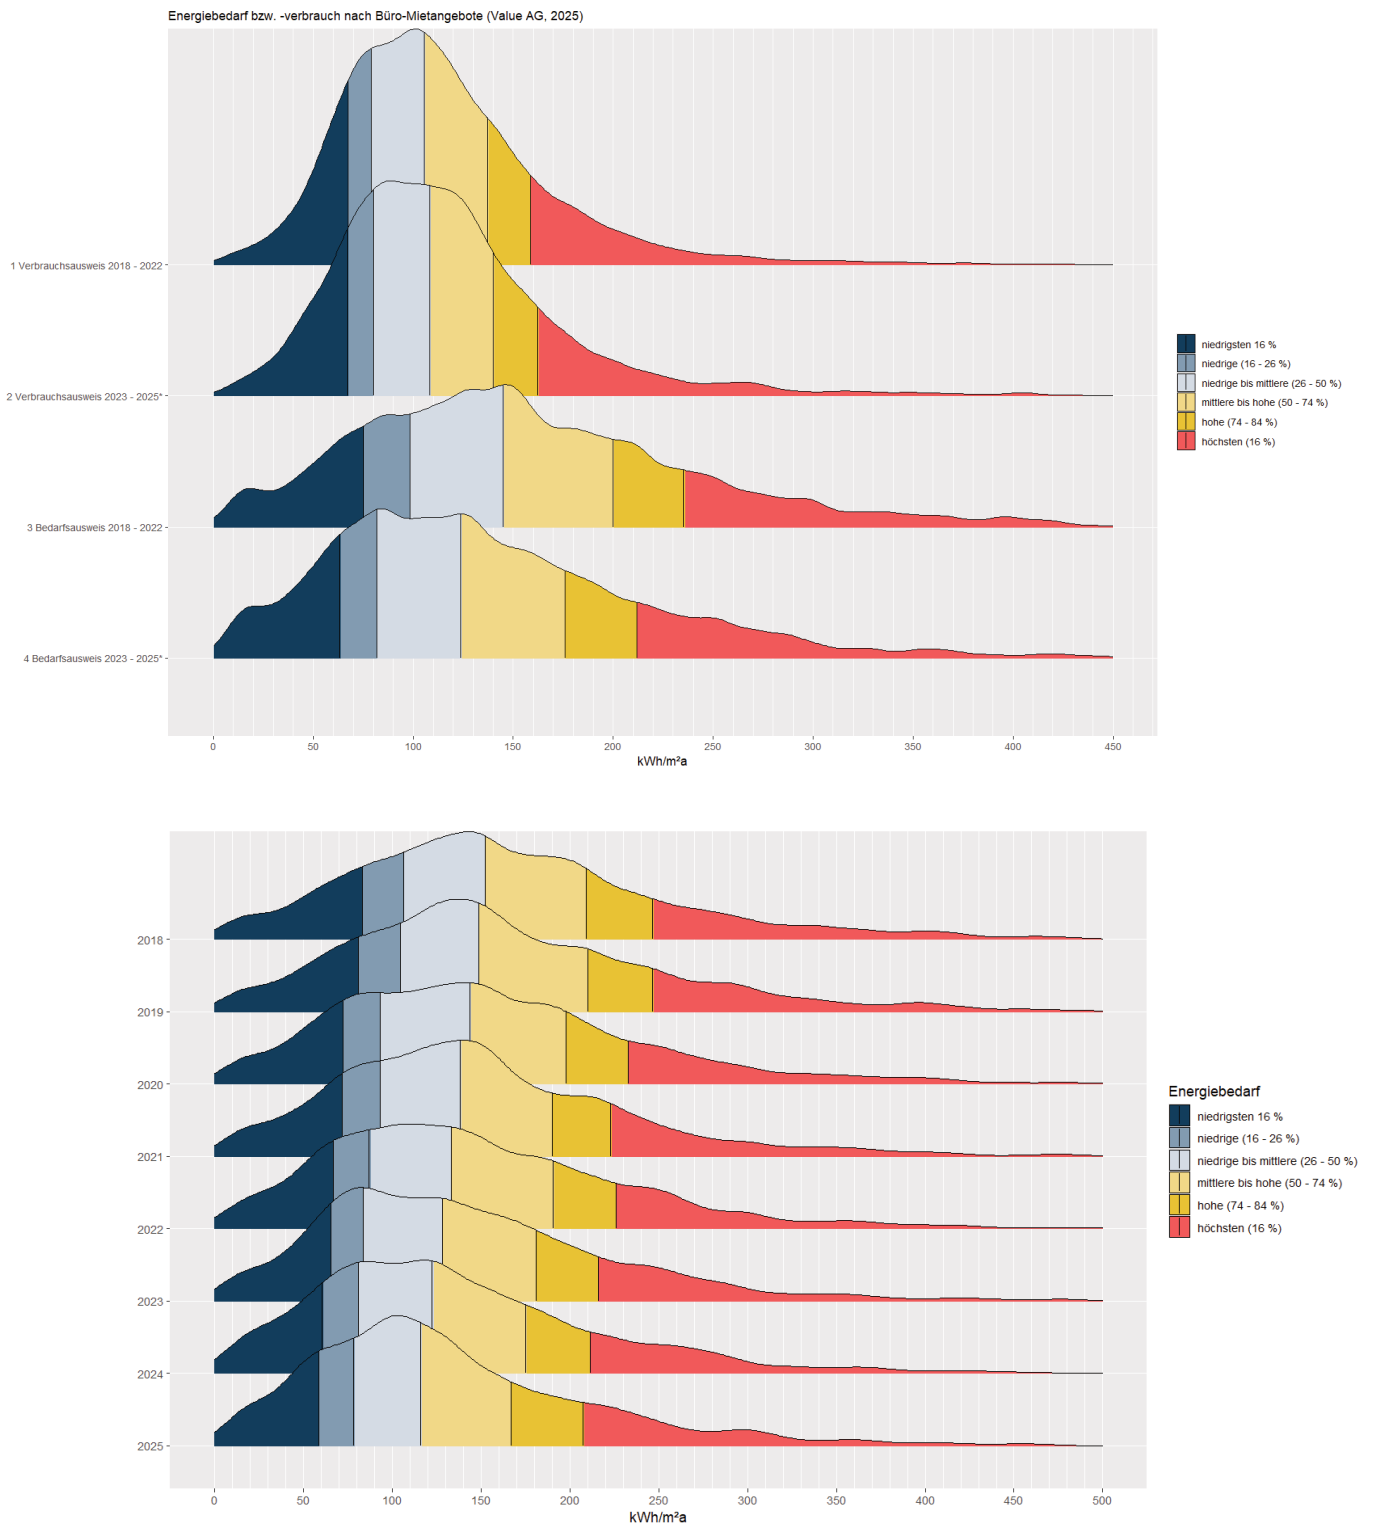 Energiebedarf bzw. -verbrauch nach Büro-Mietangebote (Value AG, 2025)
1 Verbrauchsausweis 2018 - 2022
2 Verbrauchsausweis 2023 - 2025*
3 Bedarfsausweis 2018 - 2022
4 Bedarfsausweis 2023 - 2025*
0 50 100 150 200 250 300 350 400 450
kWh/m²a
niedrigsten 16 %
niedrige (16 - 26 %)
niedrige bis mittlere (26 - 50 %)
mittlere bis hohe (50 - 74 %)
hohe (74 - 84 %)
höchsten (16 %)
2018
2019
2020
2021
2022
2023
2024
2025
0 50 100 150 200 250 300 350 400 450 500
kWh/m²a
Energiebedarf
niedrigsten 16 %
niedrige (16 - 26 %)
niedrige bis mittlere (26 - 50 %)
mittlere bis hohe (50 - 74 %)
hohe (74 - 84 %)
höchsten (16 %)